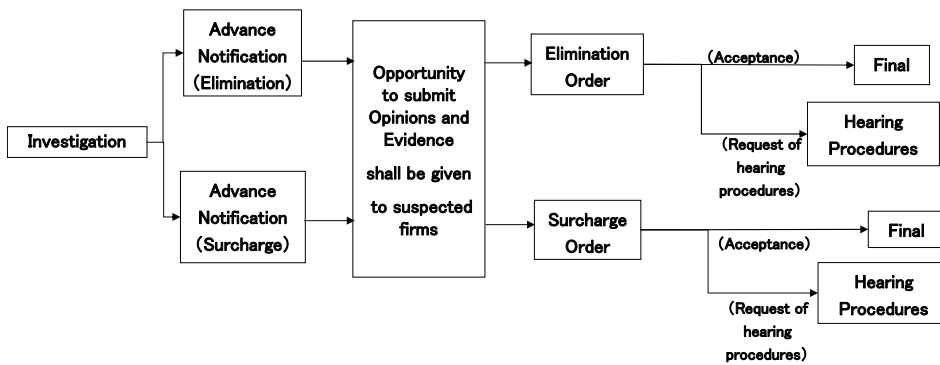 Investigation
Advance
Notification
(Elimination)
Advance
Notification
(Surcharge)
Opportunity
to submit
Opinions and
Evidence
shall be given
to suspected
firms
Elimination
Order
(Acceptance)
Final
(Request of
hearing
procedures)
Hearing
Procedures
Surcharge
Order
(Acceptance)
Final
(Request of
hearing
procedures)
Hearing
Procedures